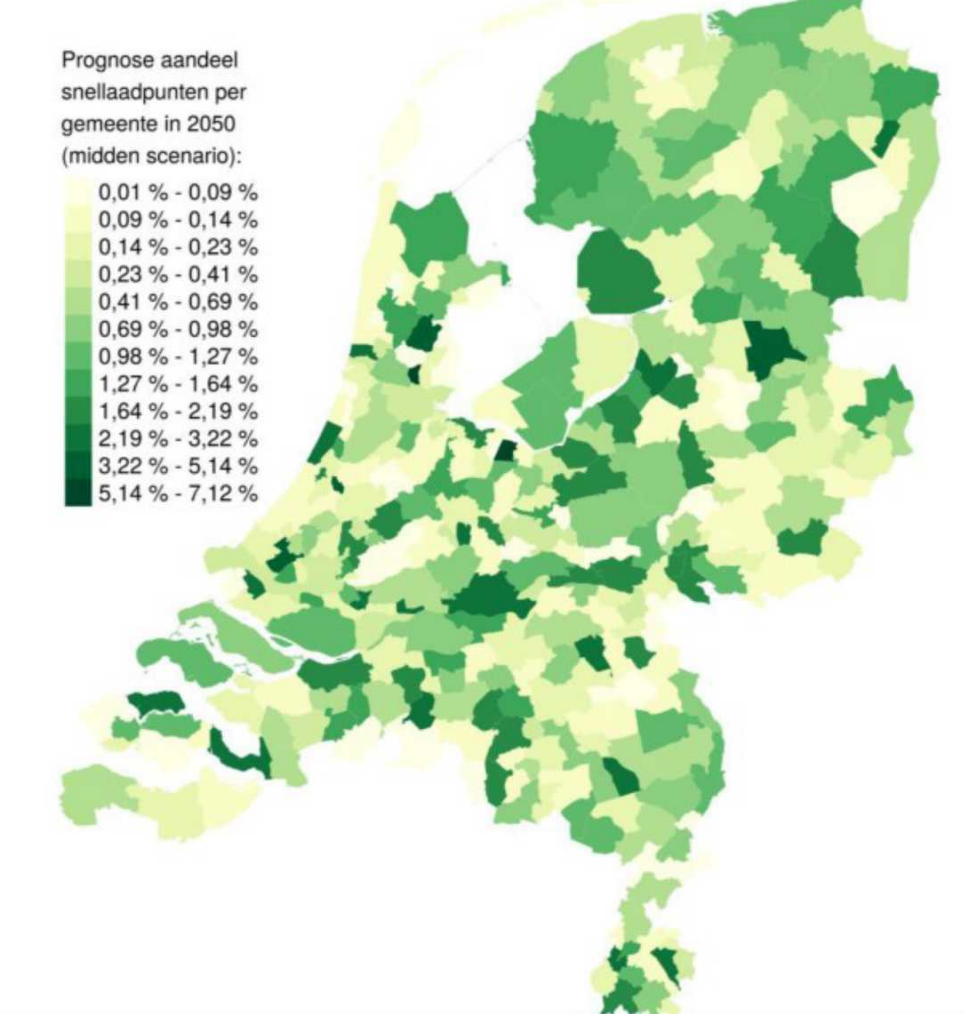 Prognose aandeel
snellaadpunten per
gemeente in 2050
(midden scenario):
0,01 % - 0,09 %
0,09 % - 0,14 %
0,14 % - 0,23 %
0,23 % - 0,41 %
0,41 % - 0,69 %
0,69 % - 0,98 %
0,98 % - 1,27 %
1,27 % - 1,64 %
1,64 % - 2,19 %
2,19 % - 3,22 %
3,22 % - 5,14 %
5,14 % - 7,12 %